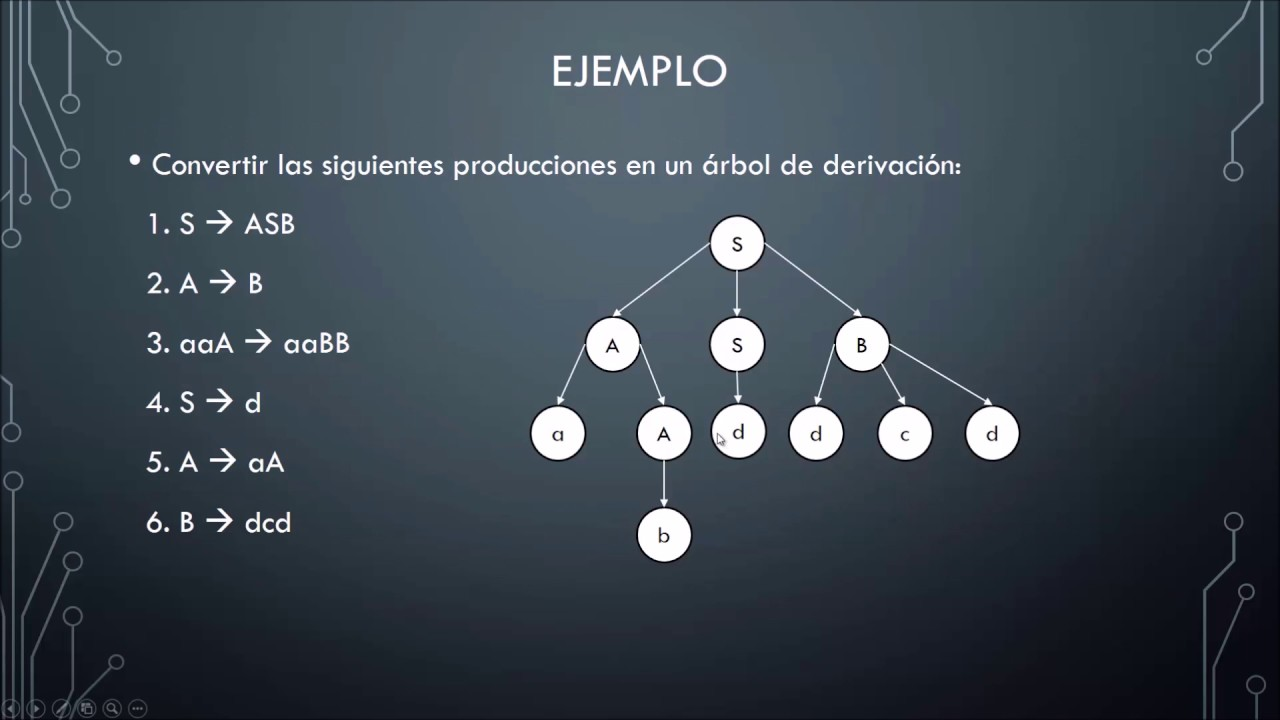 EJEMPLO
• Convertir las siguientes producciones en un árbol de derivación:
1. S → ASB
2. A → B
3. aaA → aaBB
4. S → d
5. A → aA
6. B → dcd
S
A S B
a A d d c d
b